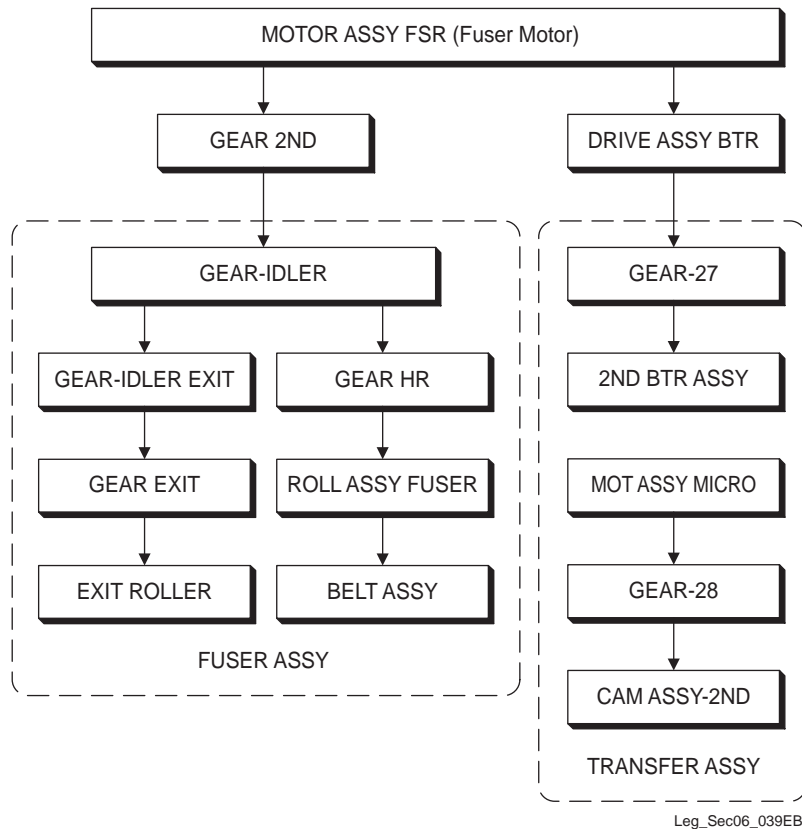 MOTOR ASSY FSR (Fuser Motor)
GEAR 2ND
DRIVE ASSY BTR
GEAR-IDLER
GEAR-27
GEAR-IDLER EXIT
GEAR HR
2ND BTR ASSY
GEAR EXIT
ROLL ASSY FUSER
MOT ASSY MICRO
EXIT ROLLER
BELT ASSY
GEAR-28
FUSER ASSY
CAM ASSY-2ND
TRANSFER ASSY
Leg_Sec06_039EB